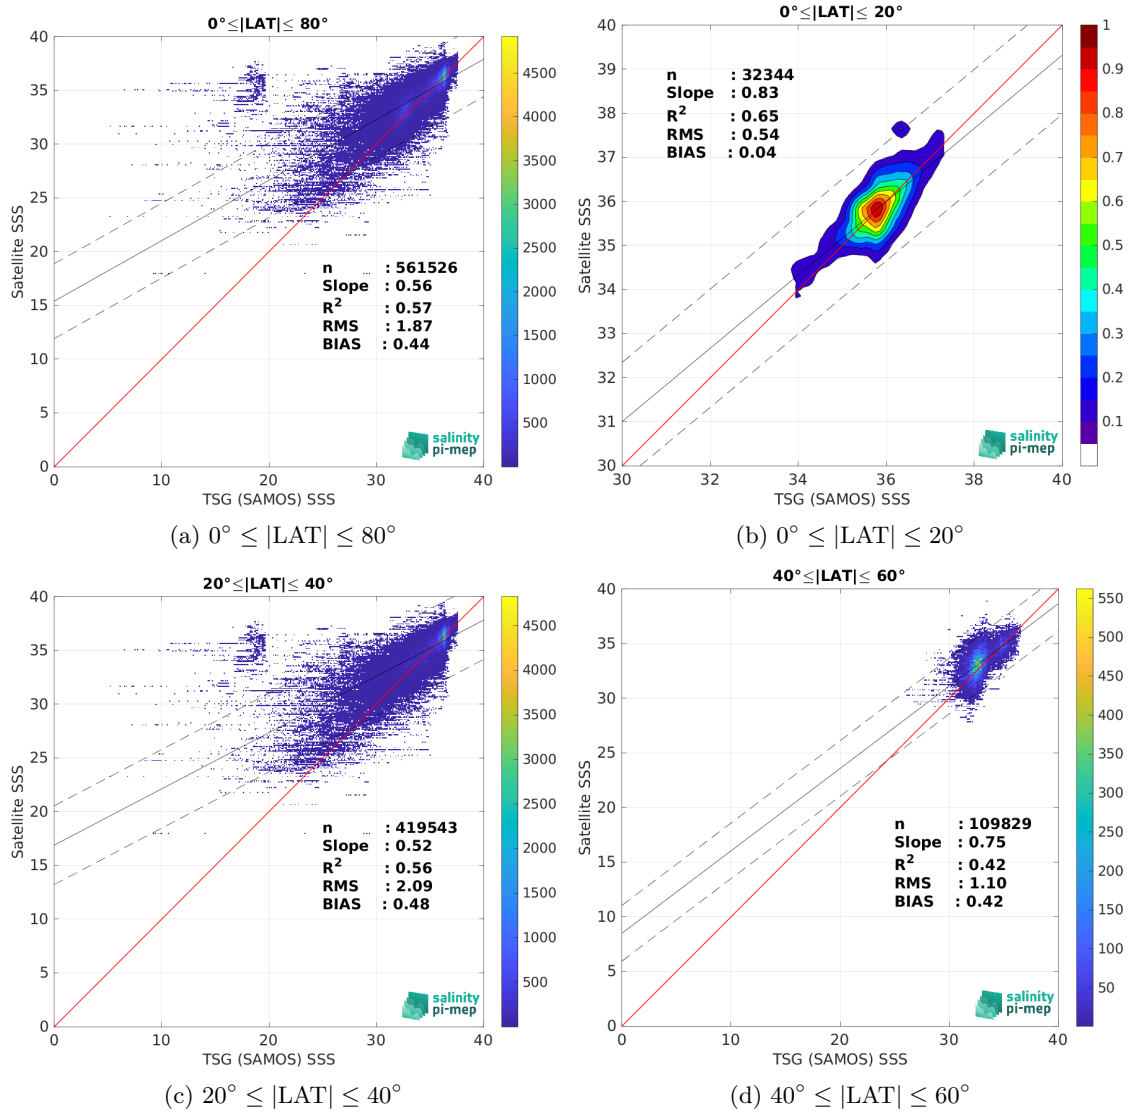 0°≤|LAT|≤ 80°
40
35
30
25
20
15
10
5
0
Satellite SSS
n ... : 561526
Slope : 0.56
R² : 0.57
RMS : 1.87
BIAS : 0.44
salinity
pi-mep
0 10 20 30 40
TSG (SAMOS) SSS
4500
4000
3500
3000
2500
2000
1500
1000
500
(a) 0° ≤ |LAT| ≤ 80°
0°≤|LAT|≤ 20°
40
39
38
37
36
35
34
33
32
31
30
Satellite SSS
n : 32344
Slope : 0.83
R² : 0.65
RMS : 0.54
BIAS : 0.04
salinity
pi-mep
30 32 34 36 38 40
TSG (SAMOS) SSS
1
0.9
0.8
0.7
0.6
0.5
0.4
0.3
0.2
0.1
(b) 0° ≤ |LAT| ≤ 20°
20°≤|LAT|≤ 40°
40
35
30
25
20
15
10
5
0
Satellite SSS
n ... : 419543
Slope : 0.52
R² : 0.56
RMS : 2.09
BIAS : 0.48
salinity
pi-mep
0 10 20 30 40
TSG (SAMOS) SSS
4500
4000
3500
3000
2500
2000
1500
1000
500
(c) 20° ≤ |LAT| ≤ 40°
40°≤|LAT|≤ 60°
40
35
30
25
20
15
10
5
0
Satellite SSS
n : 109829
Slope : 0.75
R² : 0.42
RMS : 1.10
BIAS : 0.42
salinity
pi-mep
0 10 20 30 40
TSG (SAMOS) SSS
550
500
450
400
350
300
250
200
150
100
50
(d) 40° ≤ |LAT| ≤ 60°